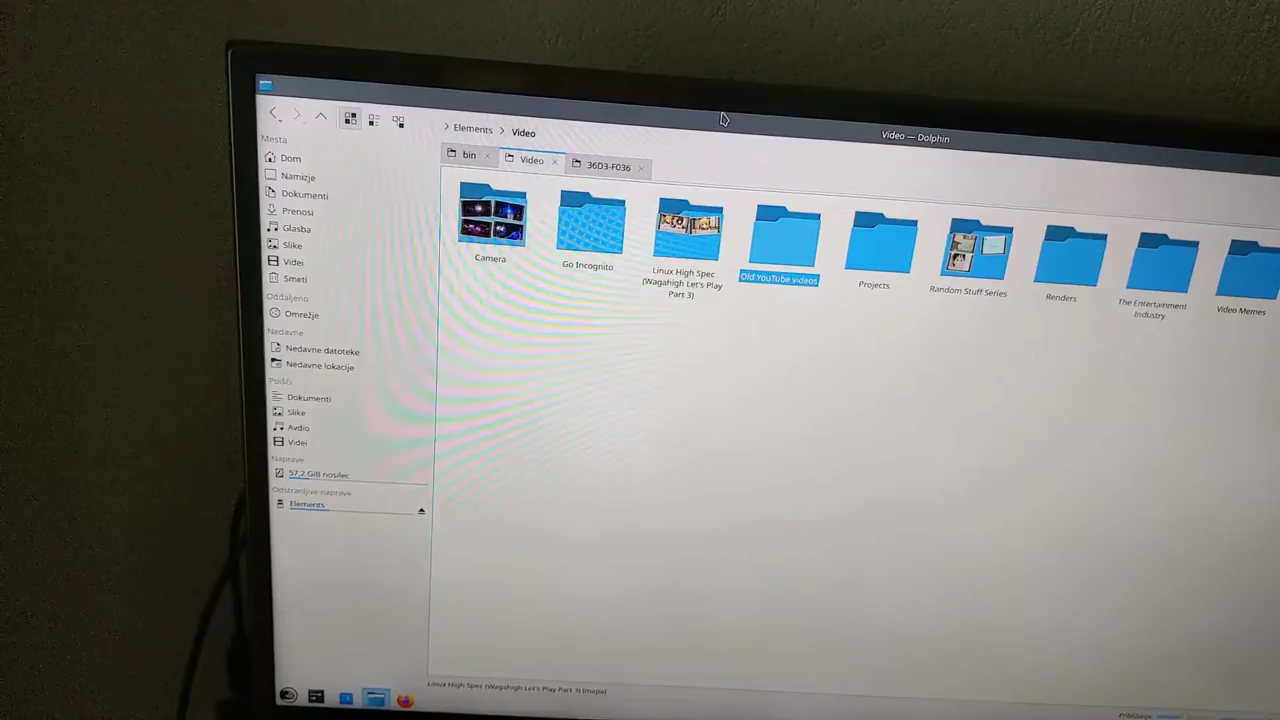 Video — Dolphin
Elements > Video
bin
Video
36D3-F036
Mesta
Dom
Namizje
Dokumenti
Prenosi
Glasba
Slike
Videi
Smeti
Oddaljeno
Omrežje
Nedavne
Nedavne datoteke
Nedavne lokacije
Poišči
Dokumenti
Slike
Avdio
Videi
Naprave
57,2 GiB nosilec
Odstranljive naprave
Elements
Camera
Go Incognito
Linux High Spec
(Wagahigh Let's Play
Part 3)
Old YouTube videos
Projects
Random Stuff Series
Renders
The Entertainment
Industry
Video Memes
Linux High Spec (Wagahigh Let's Play Part 3) (mapa)
Približanje: